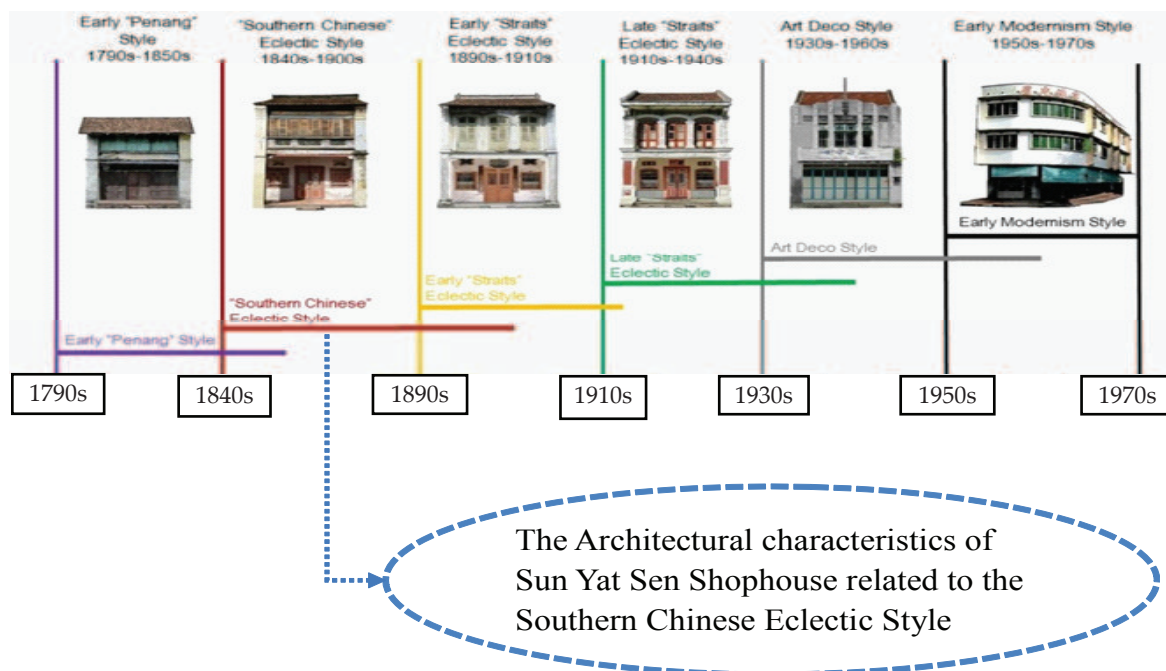 Early "Penang"
Style
1790s-1850s
"Southern Chinese"
Eclectic Style
1840s-1900s
Early "Straits"
Eclectic Style
1890s-1910s
Late "Straits"
Eclectic Style
1910s-1940s
Art Deco Style
1930s-1960s
Early Modernism Style
1950s-1970s
Early Modernism Style
Art Deco Style
Late "Straits"
Eclectic Style
Early "Straits"
Eclectic Style
"Southern Chinese"
Eclectic Style
Early "Penang" Style
1790s
1840s
1890s
1910s
1930s
1950s
1970s
The Architectural characteristics of
Sun Yat Sen Shophouse related to the
Southern Chinese Eclectic Style